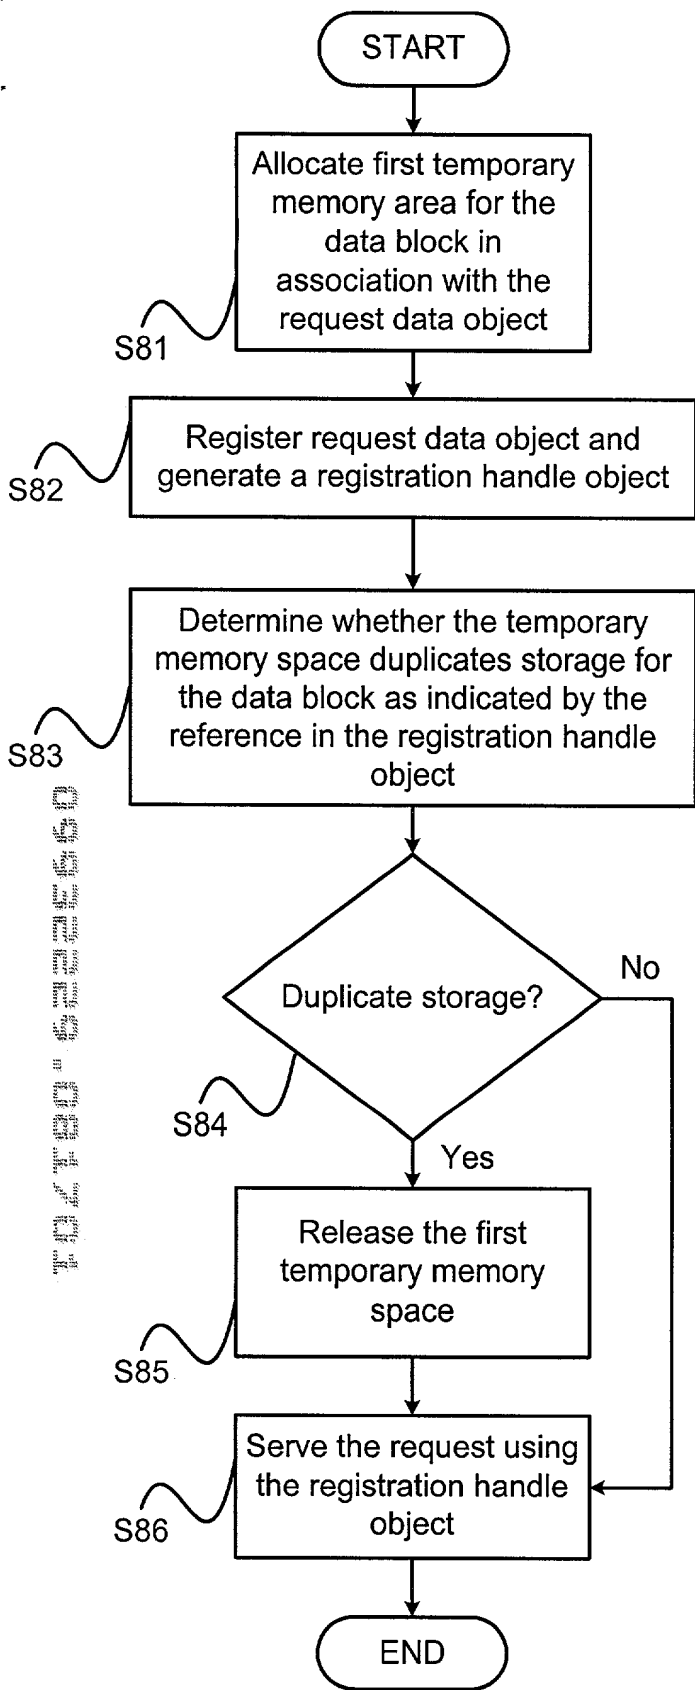 START
Allocate first temporary
memory area for the
data block in
association with the
request data object
S81
Register request data object and
generate a registration handle object
S82
Determine whether the temporary
memory space duplicates storage for
the data block as indicated by the
reference in the registration handle
object
S83
Duplicate storage?
No
S84
Yes
Release the first
temporary memory
space
S85
Serve the request using
the registration handle
object
S86
END